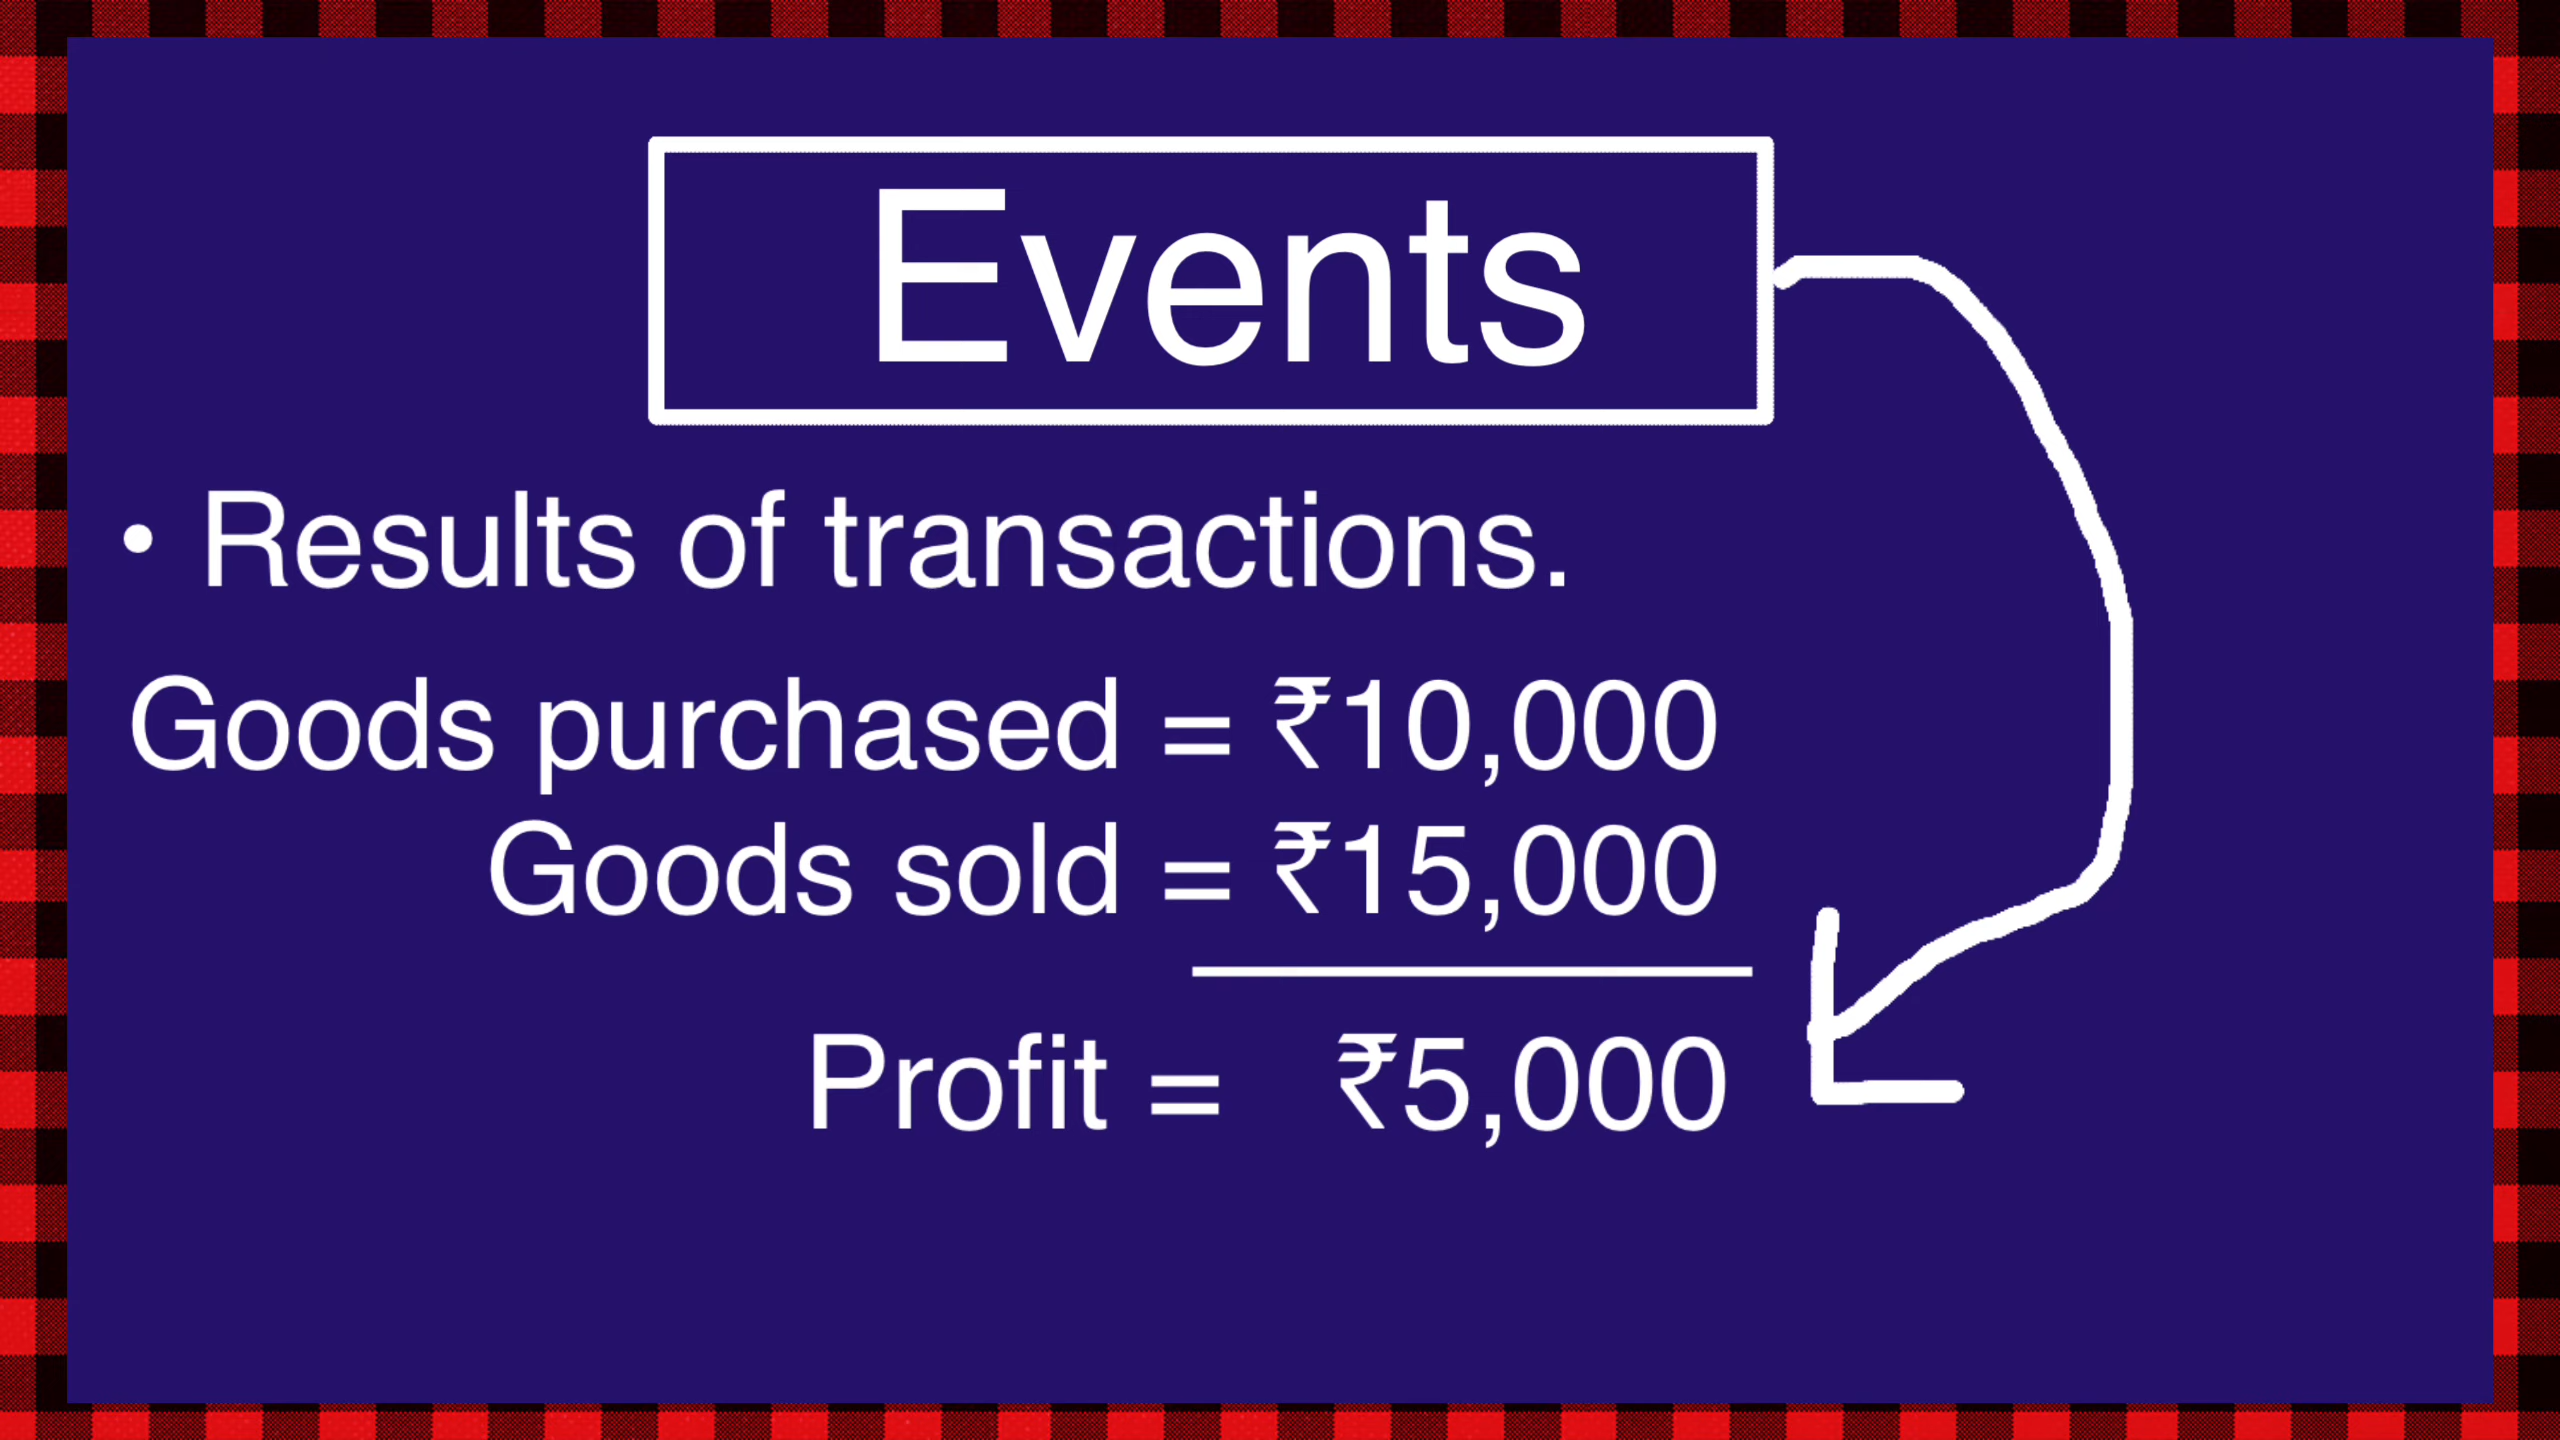 Events
• Results of transactions.
Goods purchased = ₹10,000
Goods sold = ₹15,000
Profit = ₹5,000